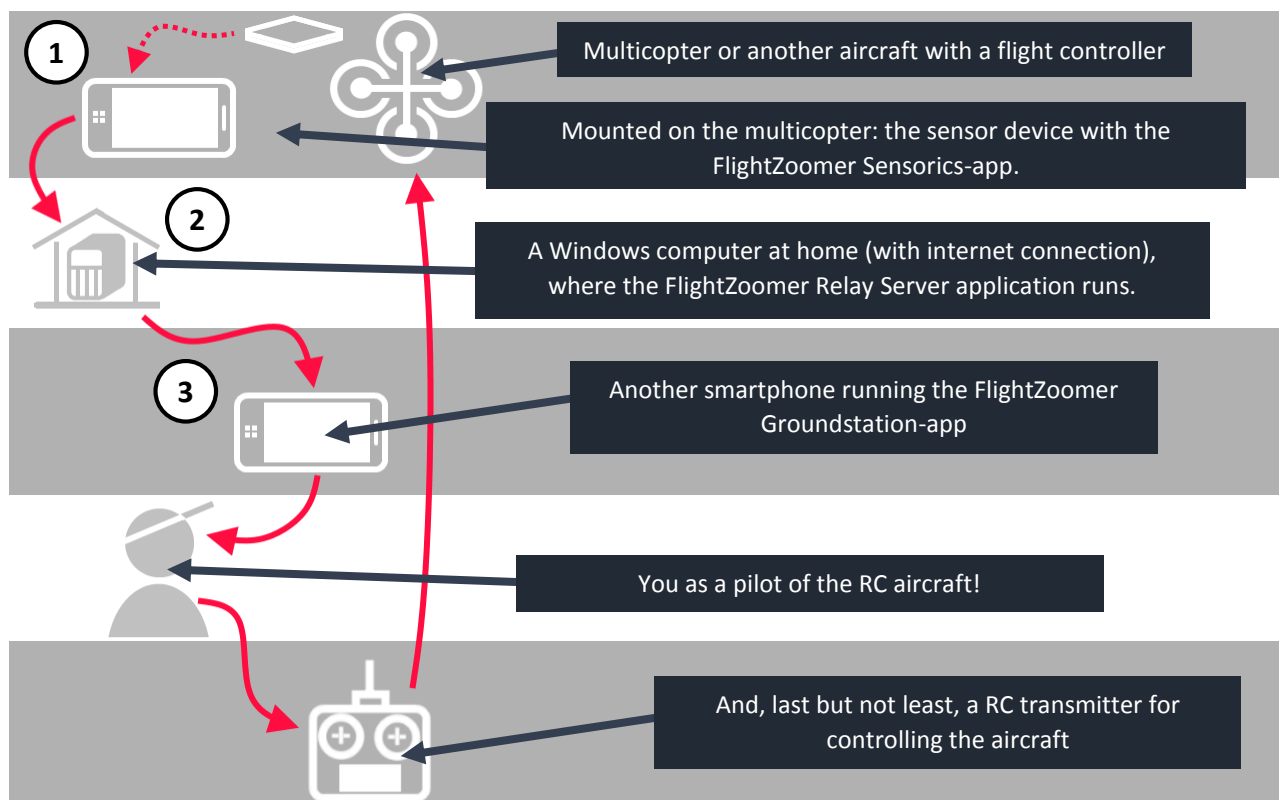 1
Multicopter or another aircraft with a flight controller
Mounted on the multicopter: the sensor device with the
FlightZoomer Sensorics-app.
2
A Windows computer at home (with internet connection),
where the FlightZoomer Relay Server application runs.
3
Another smartphone running the FlightZoomer
Groundstation-app
You as a pilot of the RC aircraft!
And, last but not least, a RC transmitter for
controlling the aircraft